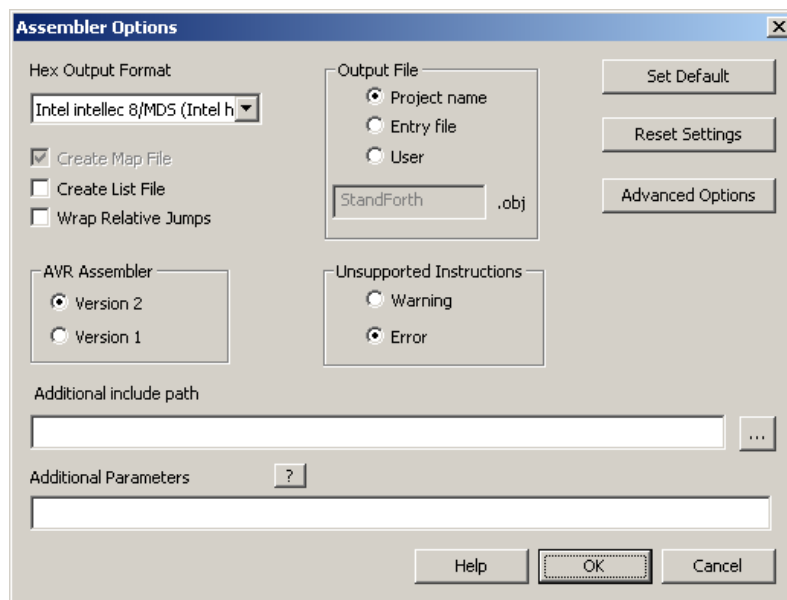 Assembler Options
Hex Output Format
Intel intellec 8/MDS (Intel h
Create Map File
Create List File
Wrap Relative Jumps
Output File
Project name
Entry file
User
StandForth
.obj
Set Default
Reset Settings
Advanced Options
AVR Assembler
Version 2
Version 1
Unsupported Instructions
Warning
Error
Additional include path
...
Additional Parameters
?
Help
OK
Cancel